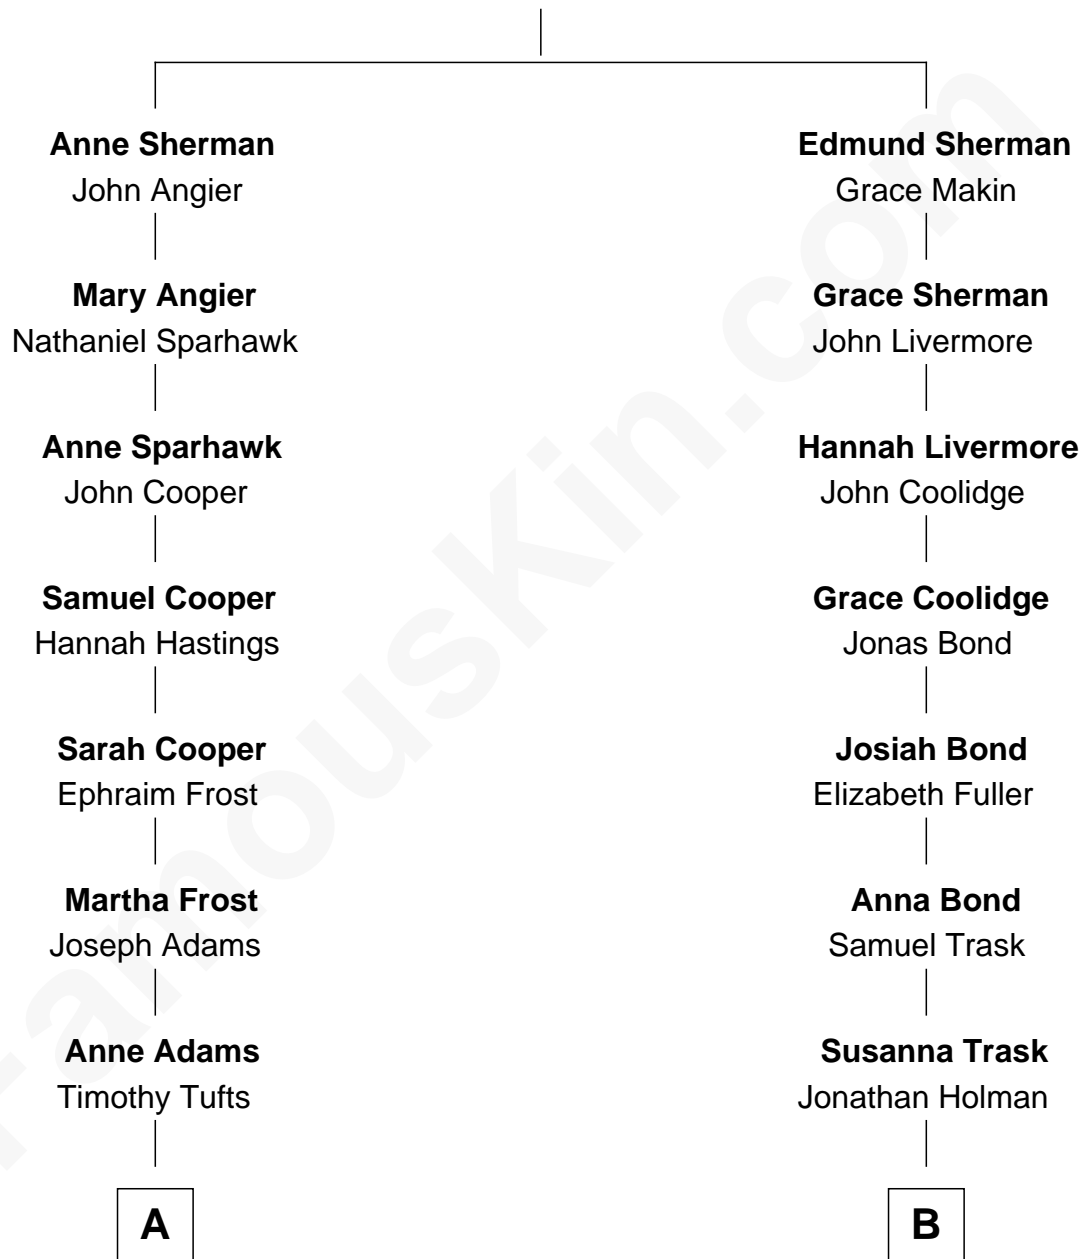 Anne Sherman
John Angier
Mary Angier
Nathaniel Sparhawk
Anne Sparhawk
John Cooper
Samuel Cooper
Hannah Hastings
Sarah Cooper
Ephraim Frost
Martha Frost
Joseph Adams
Anne Adams
Timothy Tufts
A
Edmund Sherman
Grace Makin
Grace Sherman
John Livermore
Hannah Livermore
John Coolidge
Grace Coolidge
Jonas Bond
Josiah Bond
Elizabeth Fuller
Anna Bond
Samuel Trask
Susanna Trask
Jonathan Holman
B
FamousKin.com